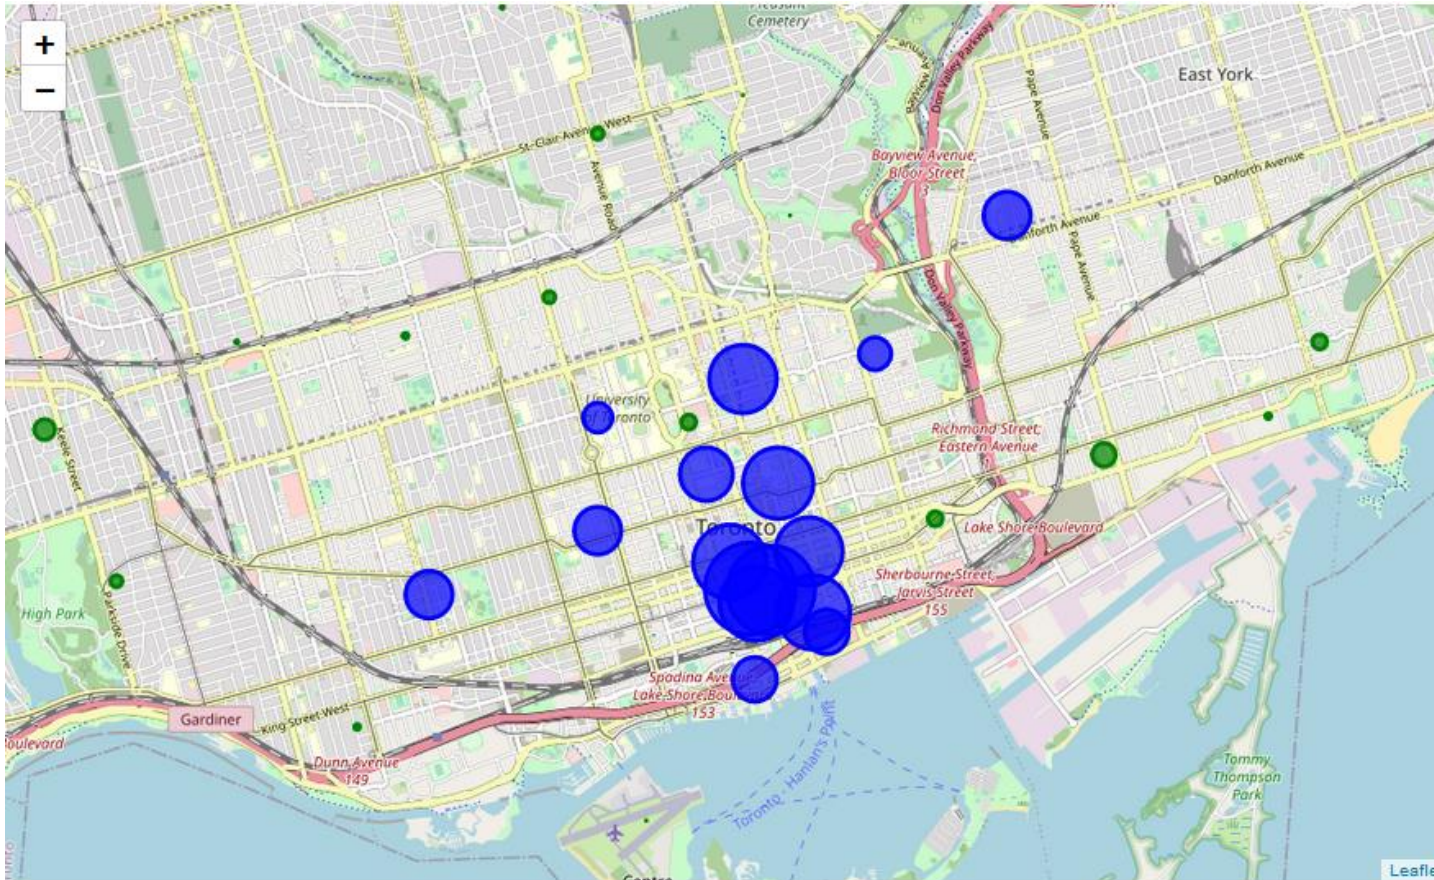 Pleasant
Cemetery
+
−
East York
Pape Avenue
Don Valley Parkway
St. Clair Avenue West
Avenue Road
Bayview Avenue,
Bloor Street
3
Danforth Avenue
Danforth Avenue
Pape Avenue
Don Valley Parkway
University
of Toronto
Keele Street
Richmond Street,
Eastern Avenue
Toronto
Lake Shore Boulevard
Sherbourne Street,
Jarvis Street
155
High Park
Parkside Drive
Spadina Avenue
Lake Shore Boulevard
153
Gardiner
King Street West
oulevard
Dunn Avenue
149
Toronto - Hanlan's Point
Tommy
Thompson
Park
Centre
Leafle